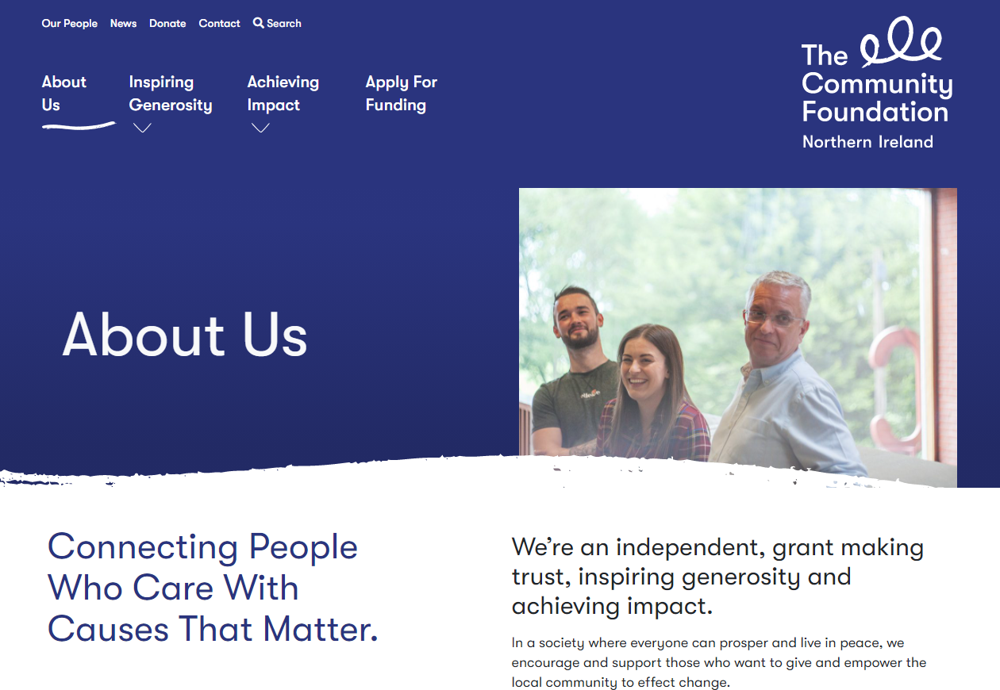 Our People News Donate Contact Search
About Us
Inspiring Generosity
Achieving Impact
Apply For Funding
The
Community
Foundation
Northern Ireland
About Us
Connecting People
Who Care With
Causes That Matter.
We’re an independent, grant making
trust, inspiring generosity and
achieving impact.
In a society where everyone can prosper and live in peace, we
encourage and support those who want to give and empower the
local community to effect change.